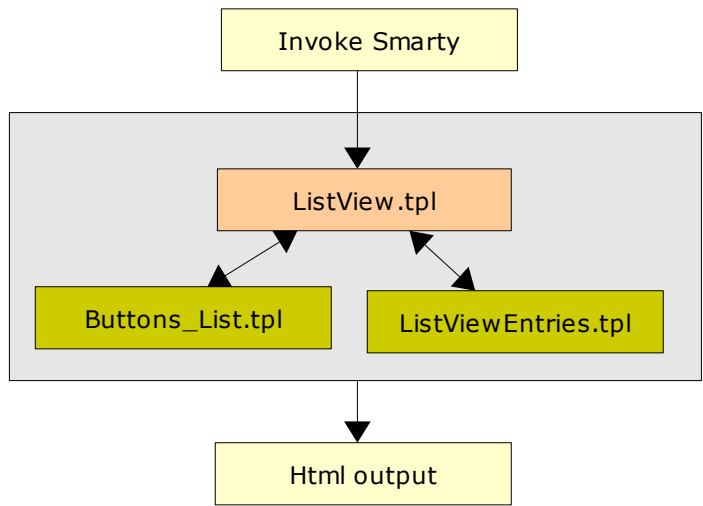 Invoke Smarty
ListView.tpl
Buttons_List.tpl
ListViewEntries.tpl
Html output